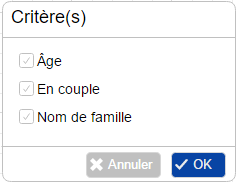 Critère(s)
Âge
En couple
Nom de famille
Annuler OK